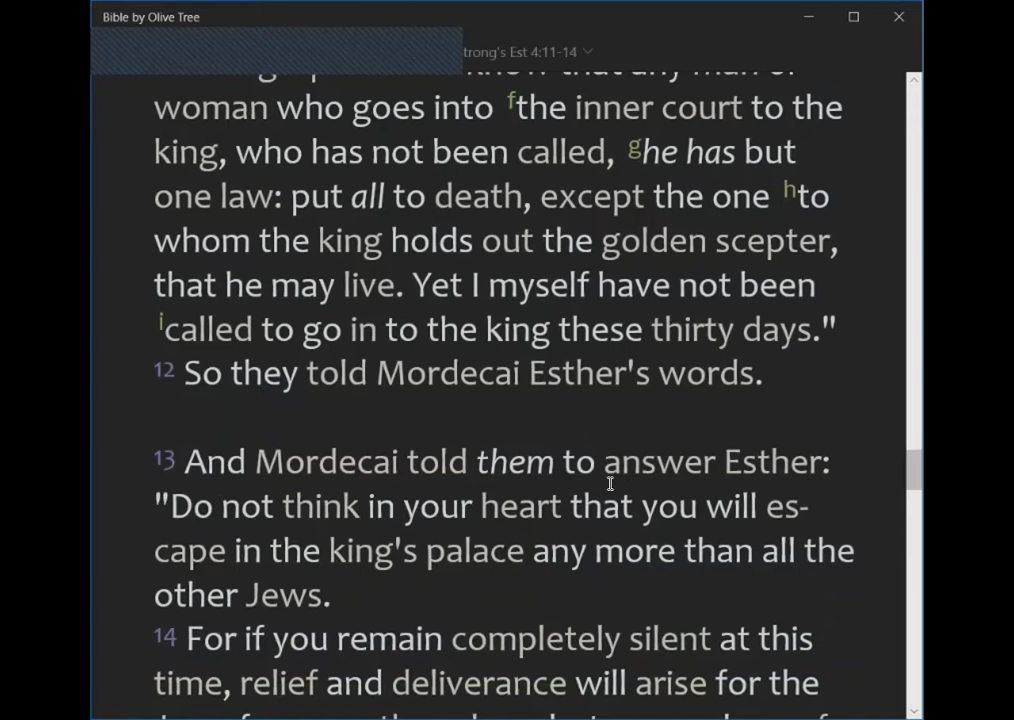 Bible by Olive Tree
trong's Est 4:11-14
know that any man or
woman who goes into fthe inner court to the
king, who has not been called, ghe has but
one law: put all to death, except the one hto
whom the king holds out the golden scepter,
that he may live. Yet I myself have not been
icalled to go in to the king these thirty days."
12 So they told Mordecai Esther's words.
13 And Mordecai told them to answer Esther:
"Do not think in your heart that you will es-
cape in the king's palace any more than all the
other Jews.
14 For if you remain completely silent at this
time, relief and deliverance will arise for the